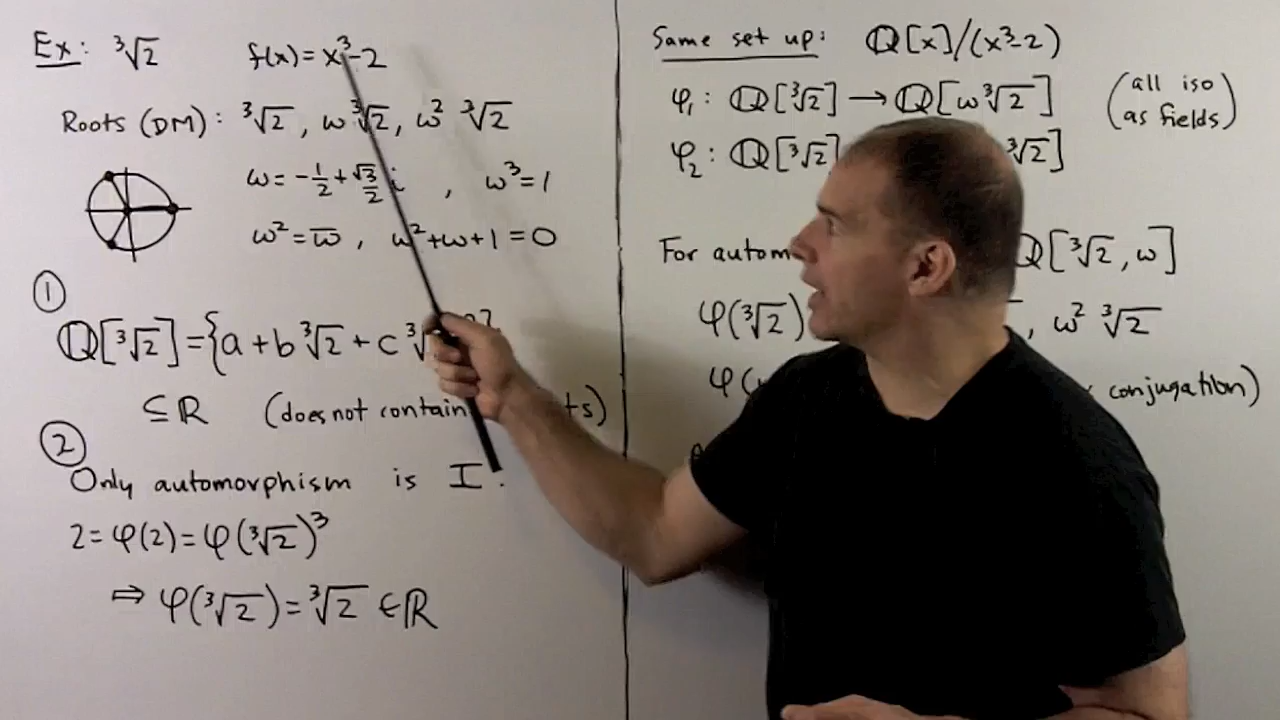 Ex: ∛2 f(x) = x³-2
Roots (DM): ∛2, ω∛2, ω² ∛2
ω = -1/2 + √3/2 i , ω³=1
ω² = ω̅ , ω²+ω+1=0
①
ℚ[∛2] = {a + b ∛2 + c
⊆ ℝ (does not contain
②
Only automorphism is I.
2 = φ(2) = φ(∛2)³
⇒ φ(∛2) = ∛2 ∈ ℝ
Same set up: ℚ[x]/(x³-2)
φ₁: ℚ[∛2] → ℚ[ω∛2] (all iso as fields)
φ₂: ℚ[∛2] ∛2]
For ℚ[∛2, ω]
φ(∛2) , ω² ∛2
φ( conjugation)